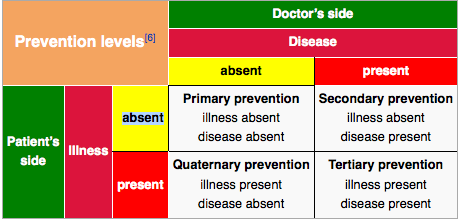 Prevention levels[6]
Doctor's side
Disease
absent
present
Patient's side
Illness
absent
Primary prevention
illness absent
disease absent
Secondary prevention
illness absent
disease present
present
Quaternary prevention
illness present
disease absent
Tertiary prevention
illness present
disease present